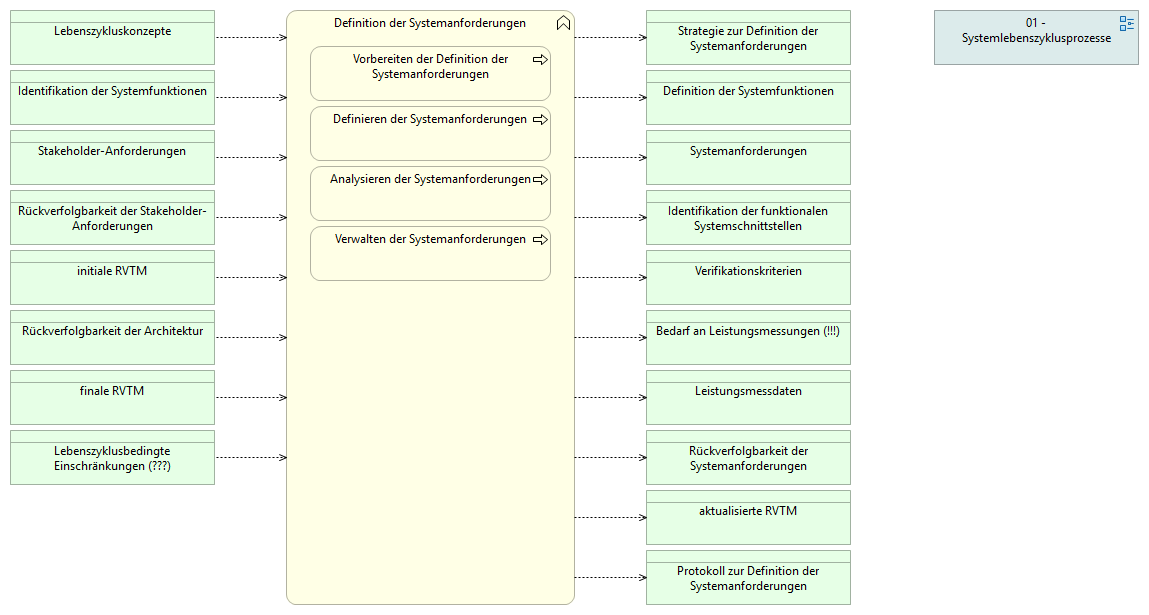 Lebenszykluskonzepte
Identifikation der Systemfunktionen
Stakeholder-Anforderungen
Rückverfolgbarkeit der Stakeholder-
Anforderungen
initiale RVTM
Rückverfolgbarkeit der Architektur
finale RVTM
Lebenszyklusbedingte
Einschränkungen (???)
Definition der Systemanforderungen
Vorbereiten der Definition der
Systemanforderungen
Definieren der Systemanforderungen
Analysieren der Systemanforderungen
Verwalten der Systemanforderungen
Strategie zur Definition der
Systemanforderungen
Definition der Systemfunktionen
Systemanforderungen
Identifikation der funktionalen
Systemschnittstellen
Verifikationskriterien
Bedarf an Leistungsmessungen (!!!)
Leistungsmessdaten
Rückverfolgbarkeit der
Systemanforderungen
aktualisierte RVTM
Protokoll zur Definition der
Systemanforderungen
01 -
Systemlebenszyklusprozesse